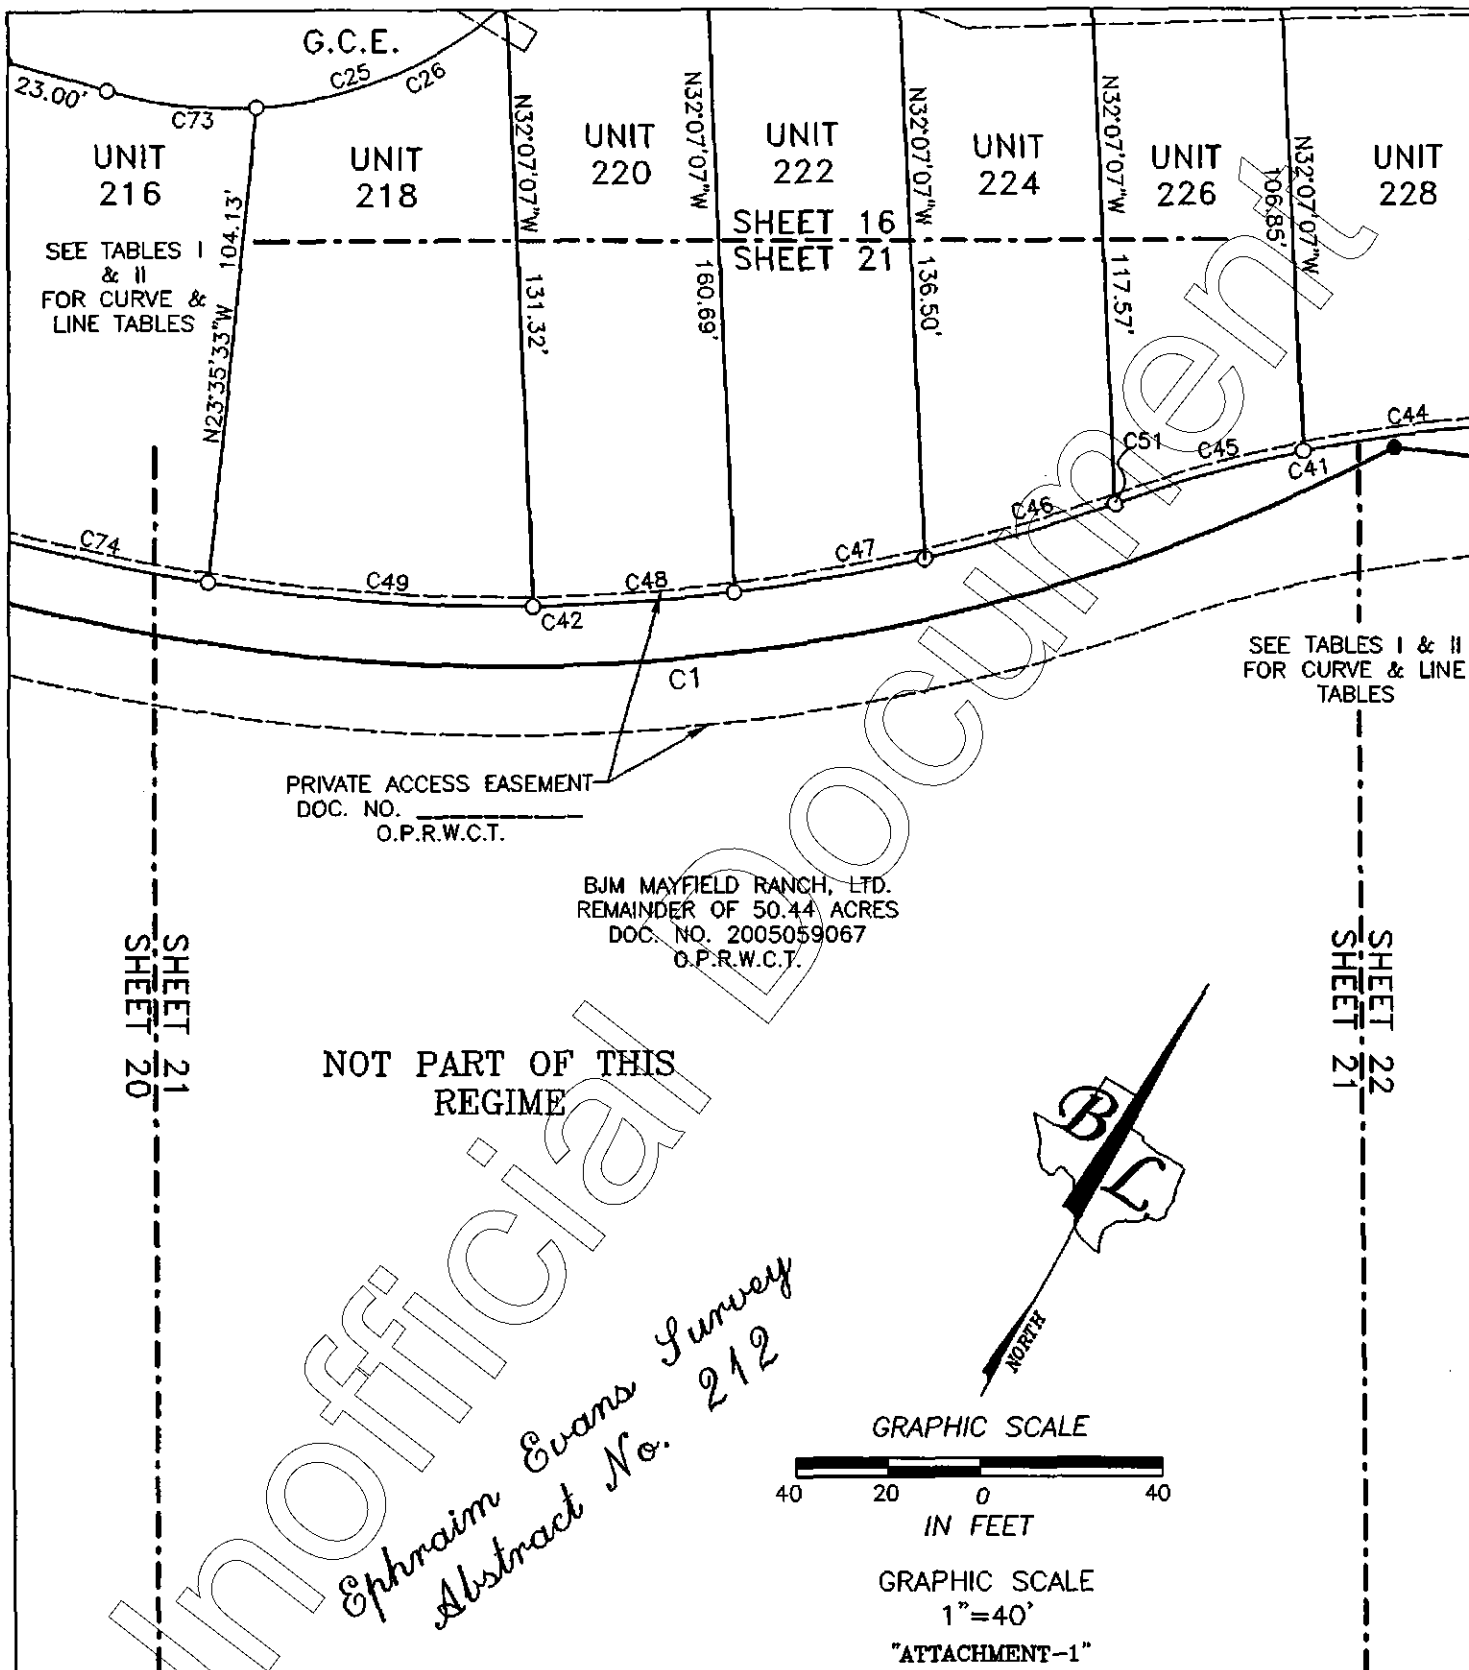 G.C.E.
23.00'
C73
C25
C26
UNIT
216
UNIT
218
UNIT
220
UNIT
222
UNIT
224
UNIT
226
UNIT
228
N23°35'33"W 104.13'
N32°07'07"W 131.32'
N32°07'07"W 160.69'
N32°07'07"W 136.50'
N32°07'07"W 117.57'
N32°07'07"W
106.85'
SHEET 16
SHEET 21
SEE TABLES I
& II
FOR CURVE &
LINE TABLES
C74
C49
C42
C48
C47
C46
C51
C45
C41
C44
C1
SEE TABLES I & II
FOR CURVE & LINE
TABLES
PRIVATE ACCESS EASEMENT
DOC. NO.
O.P.R.W.C.T.
BJM MAYFIELD RANCH, LTD.
REMAINDER OF 50.44 ACRES
DOC. NO. 2005059067
O.P.R.W.C.T.
SHEET 21
SHEET 20
SHEET 22
SHEET 21
NOT PART OF THIS
REGIME
B
L
NORTH
Ephraim Evans Survey
Abstract No. 212
GRAPHIC SCALE
40 20 0 40
IN FEET
GRAPHIC SCALE
1"=40'
"ATTACHMENT-1"
Unofficial Document